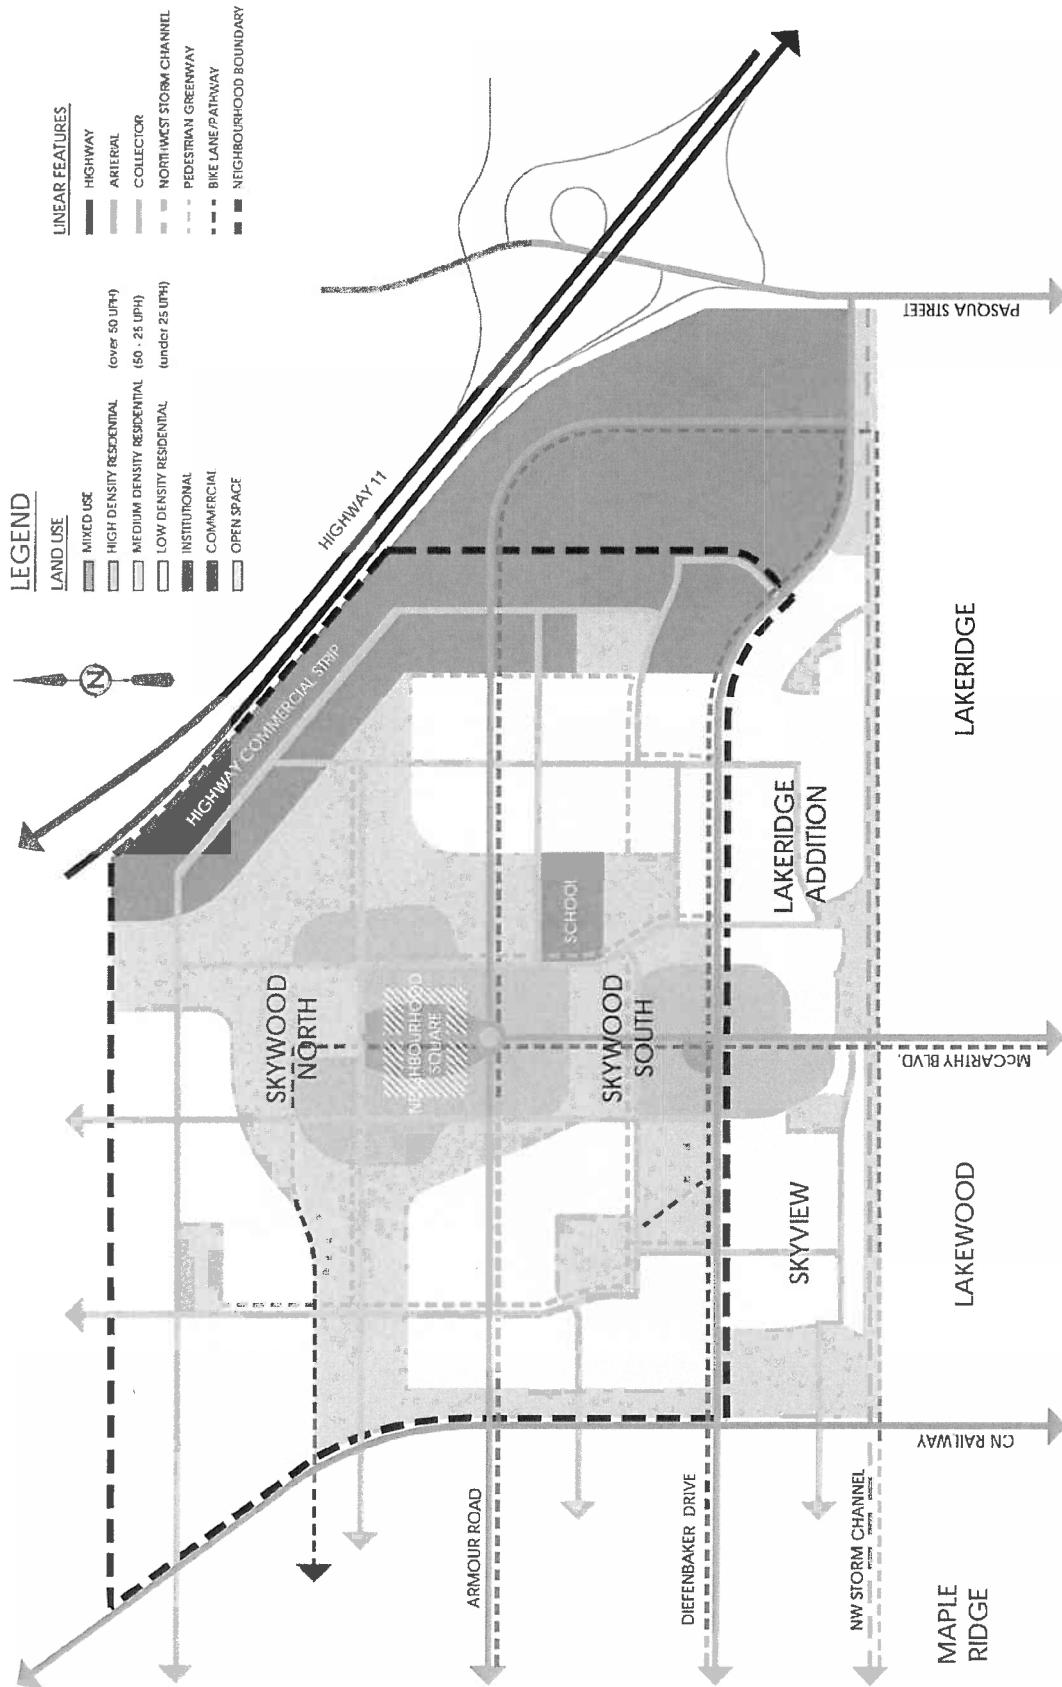 LEGEND
LAND USE
MIXED USE
HIGH DENSITY RESIDENTIAL (over 50 UPH)
MEDIUM DENSITY RESIDENTIAL (50 - 25 UPH)
LOW DENSITY RESIDENTIAL (under 25 UPH)
INSTITUTIONAL
COMMERCIAL
OPEN SPACE
LINEAR FEATURES
HIGHWAY
ARTERIAL
COLLECTOR
NORTHWEST STORM CHANNEL
PEDESTRIAN GREENWAY
BIKE LANE/PATHWAY
NEIGHBOURHOOD BOUNDARY
N
HIGHWAY 11
HIGHWAY COMMERCIAL STRIP
SKYWOOD
NORTH
NEIGHBOURHOOD
SQUARE
SCHOOL
SKYWOOD
SOUTH
ARMOUR ROAD
DIEFENBAKER DRIVE
NW STORM CHANNEL
CN RAILWAY
McCARTHY BLVD.
PASQUA STREET
SKYVIEW
LAKERIDGE
ADDITION
MAPLE
RIDGE
LAKEWOOD
LAKERIDGE